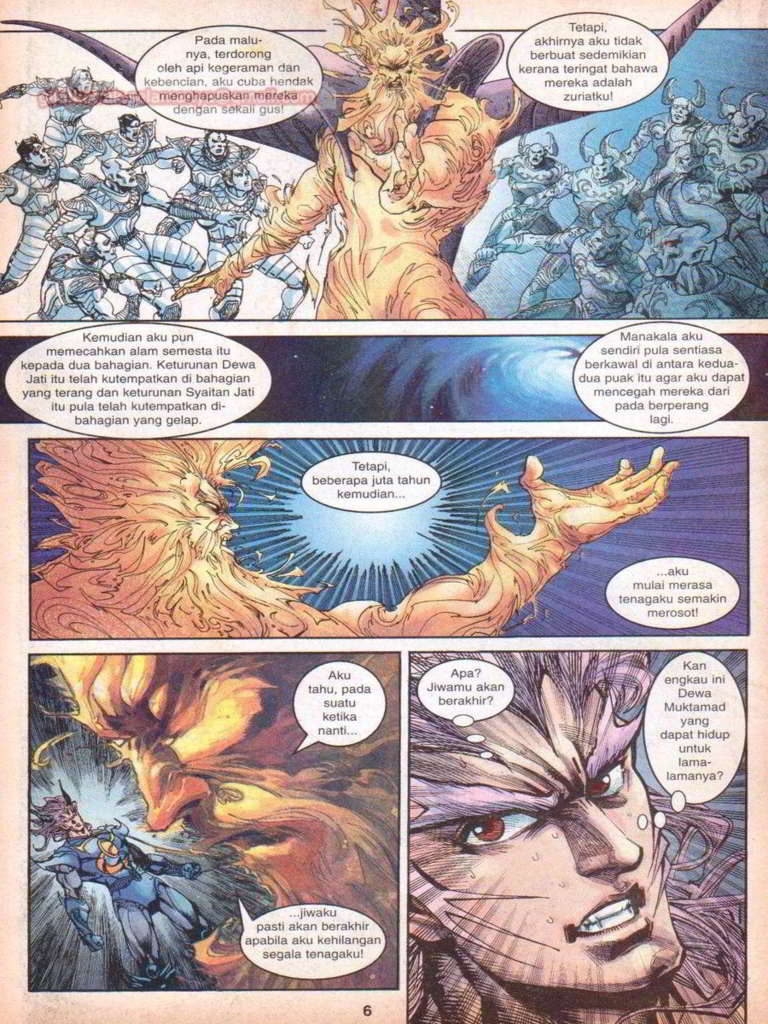 Pada malu-
nya, terdorong
oleh api kegeraman dan
kebencian, aku cuba hendak
menghapuskan mereka
dengan sekali gus!
Tetapi,
akhirnya aku tidak
berbuat sedemikian
kerana teringat bahawa
mereka adalah
zuriatku!
Kemudian aku pun
memecahkan alam semesta itu
kepada dua bahagian. Keturunan Dewa
Jati itu telah kutempatkan di bahagian
yang terang dan keturunan Syaitan Jati
itu pula telah kutempatkan di-
bahagian yang gelap.
Manakala aku
sendiri pula sentiasa
berkawal di antara kedua-
dua puak itu agar aku dapat
mencegah mereka dari
pada berperang
lagi.
Tetapi,
beberapa juta tahun
kemudian...
...aku
mulai merasa
tenagaku semakin
merosot!
Aku
tahu, pada
suatu
ketika
nanti...
...jiwaku
pasti akan berakhir
apabila aku kehilangan
segala tenagaku!
Apa?
Jiwamu akan
berakhir?
Kan
engkau ini
Dewa
Muktamad
yang
dapat hidup
untuk
lama-
lamanya?
6